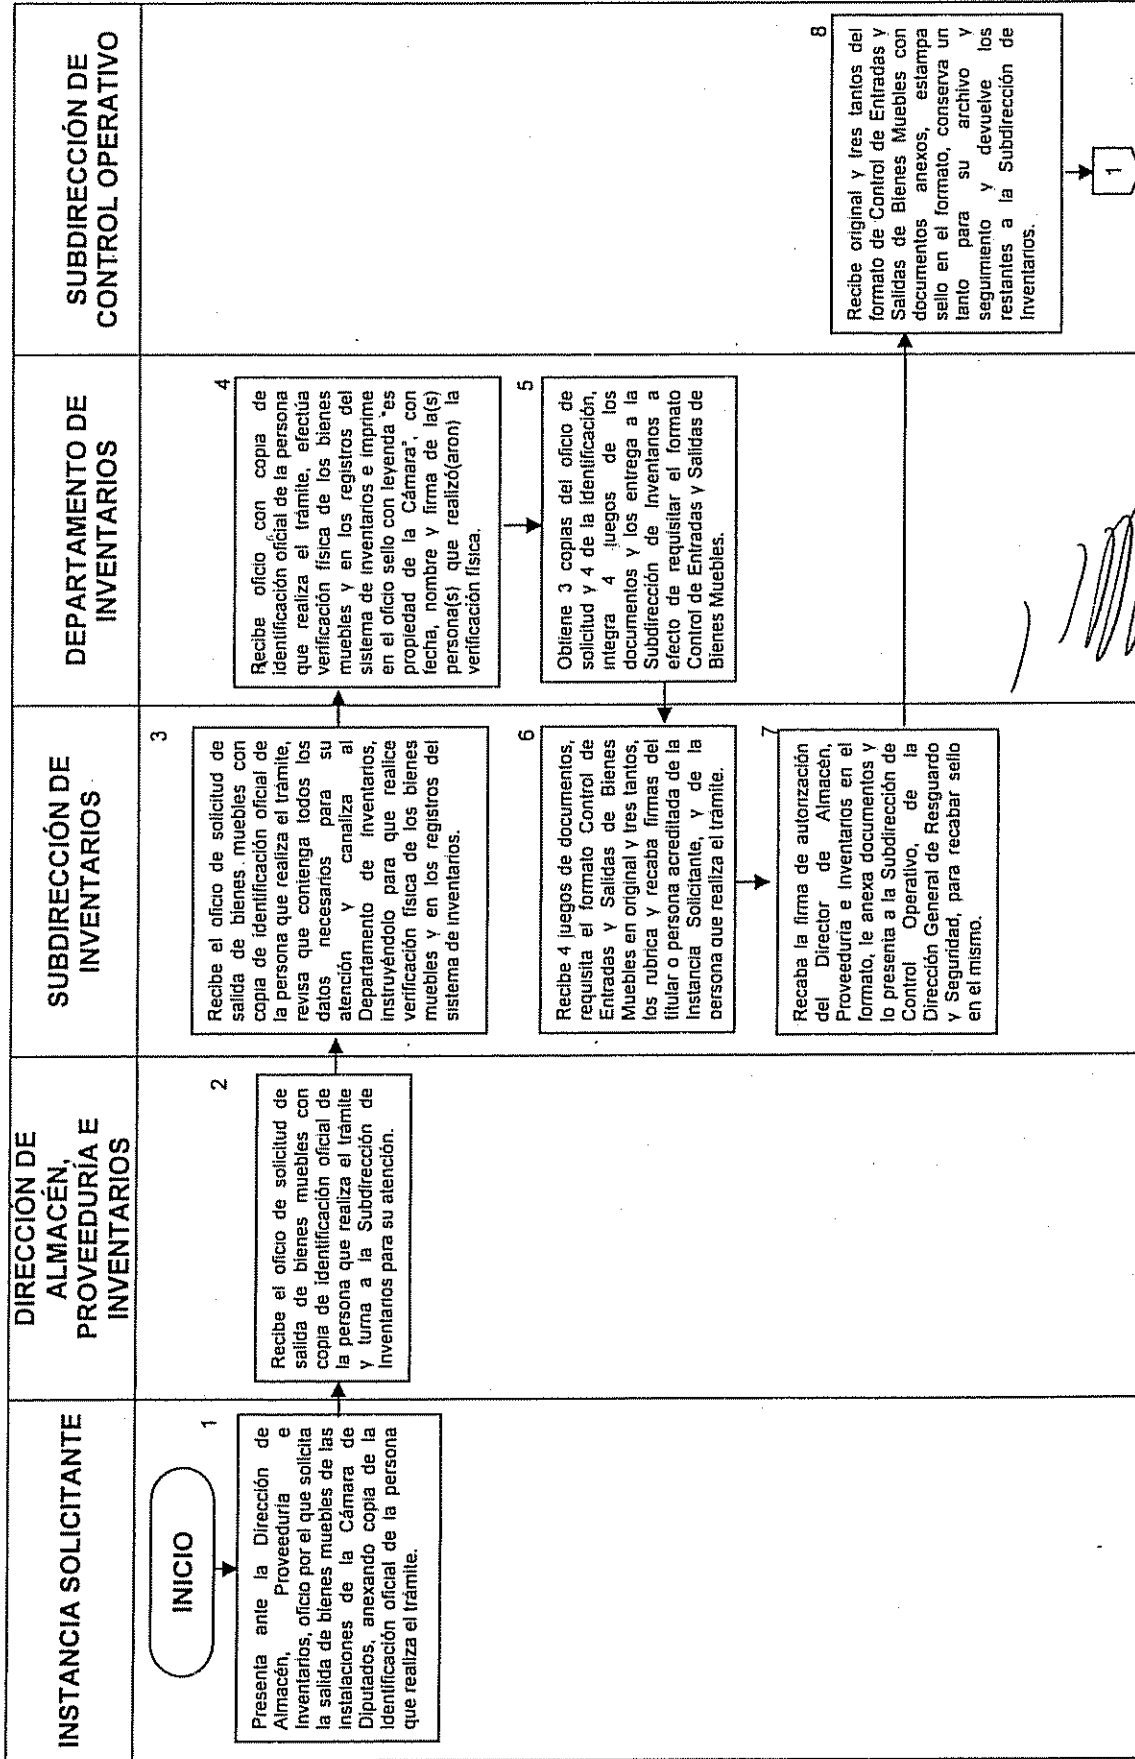 INSTANCIA SOLICITANTE
DIRECCIÓN DE
ALMACÉN,
PROVEEDURÍA E
INVENTARIOS
SUBDIRECCIÓN DE
INVENTARIOS
DEPARTAMENTO DE
INVENTARIOS
SUBDIRECCIÓN DE
CONTROL OPERATIVO
INICIO
1
Presenta ante la Dirección de
Almacén, Proveeduría e
Inventarios, oficio por el que solicita
la salida de bienes muebles de las
Instalaciones de la Cámara de
Diputados, anexando copia de la
Identificación oficial de la persona
que realiza el trámite.
2
Recibe el oficio de solicitud de
salida de bienes muebles con
copia de identificación oficial de
la persona que realiza el trámite
y turna a la Subdirección de
Inventarios para su atención.
3
Recibe el oficio de solicitud de
salida de bienes muebles con
copia de identificación oficial de
la persona que realiza el trámite,
revisa que contenga todos los
datos necesarios para su
atención y canaliza al
Departamento de Inventarios,
instruyéndolo para que realice
verificación física de los bienes
muebles y en los registros del
sistema de inventarios.
4
Recibe oficio con copia de
identificación oficial de la persona
que realiza el trámite, efectúa
verificación física de los bienes
muebles y en los registros del
sistema de inventarios e imprime
en el oficio sello con leyenda "es
propiedad de la Cámara", con
fecha, nombre y firma de la(s)
persona(s) que realizó(aron) la
verificación física.
5
Obtiene 3 copias del oficio de
solicitud y 4 de la Identificación,
integra 4 juegos de los
documentos y los entrega a la
Subdirección de Inventarios a
efecto de requisitar el formato
Control de Entradas y Salidas de
Bienes Muebles.
6
Recibe 4 juegos de documentos,
requisita el formato Control de
Entradas y Salidas de Bienes
Muebles en original y tres tantos,
los rubrica y recaba firmas del
titular o persona acreditada de la
Instancia Solicitante, y de la
persona que realiza el trámite.
7
Recaba la firma de autorización
del Director de Almacén,
Proveeduría e Inventarios en el
formato, le anexa documentos y
lo presenta a la Subdirección de
Control Operativo, de la
Dirección General de Resguardo
y Seguridad, para recabar sello
en el mismo.
8
Recibe original y tres tantos del
formato de Control de Entradas y
Salidas de Bienes Muebles con
documentos anexos, estampa
sello en el formato, conserva un
tanto para su archivo y
seguimiento y devuelve los
restantes a la Subdirección de
Inventarios.
1